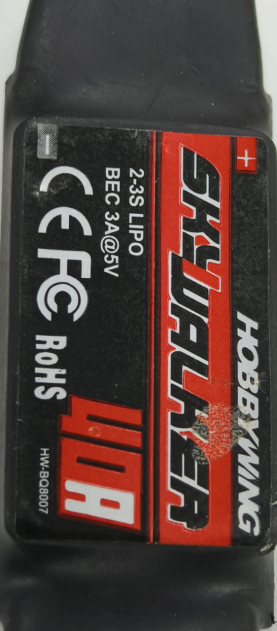 HOBBYWING
SKYWALKER
2-3S LIPO
BEC 3A@5V
40A
CE FC RoHS
HW-BQ8007